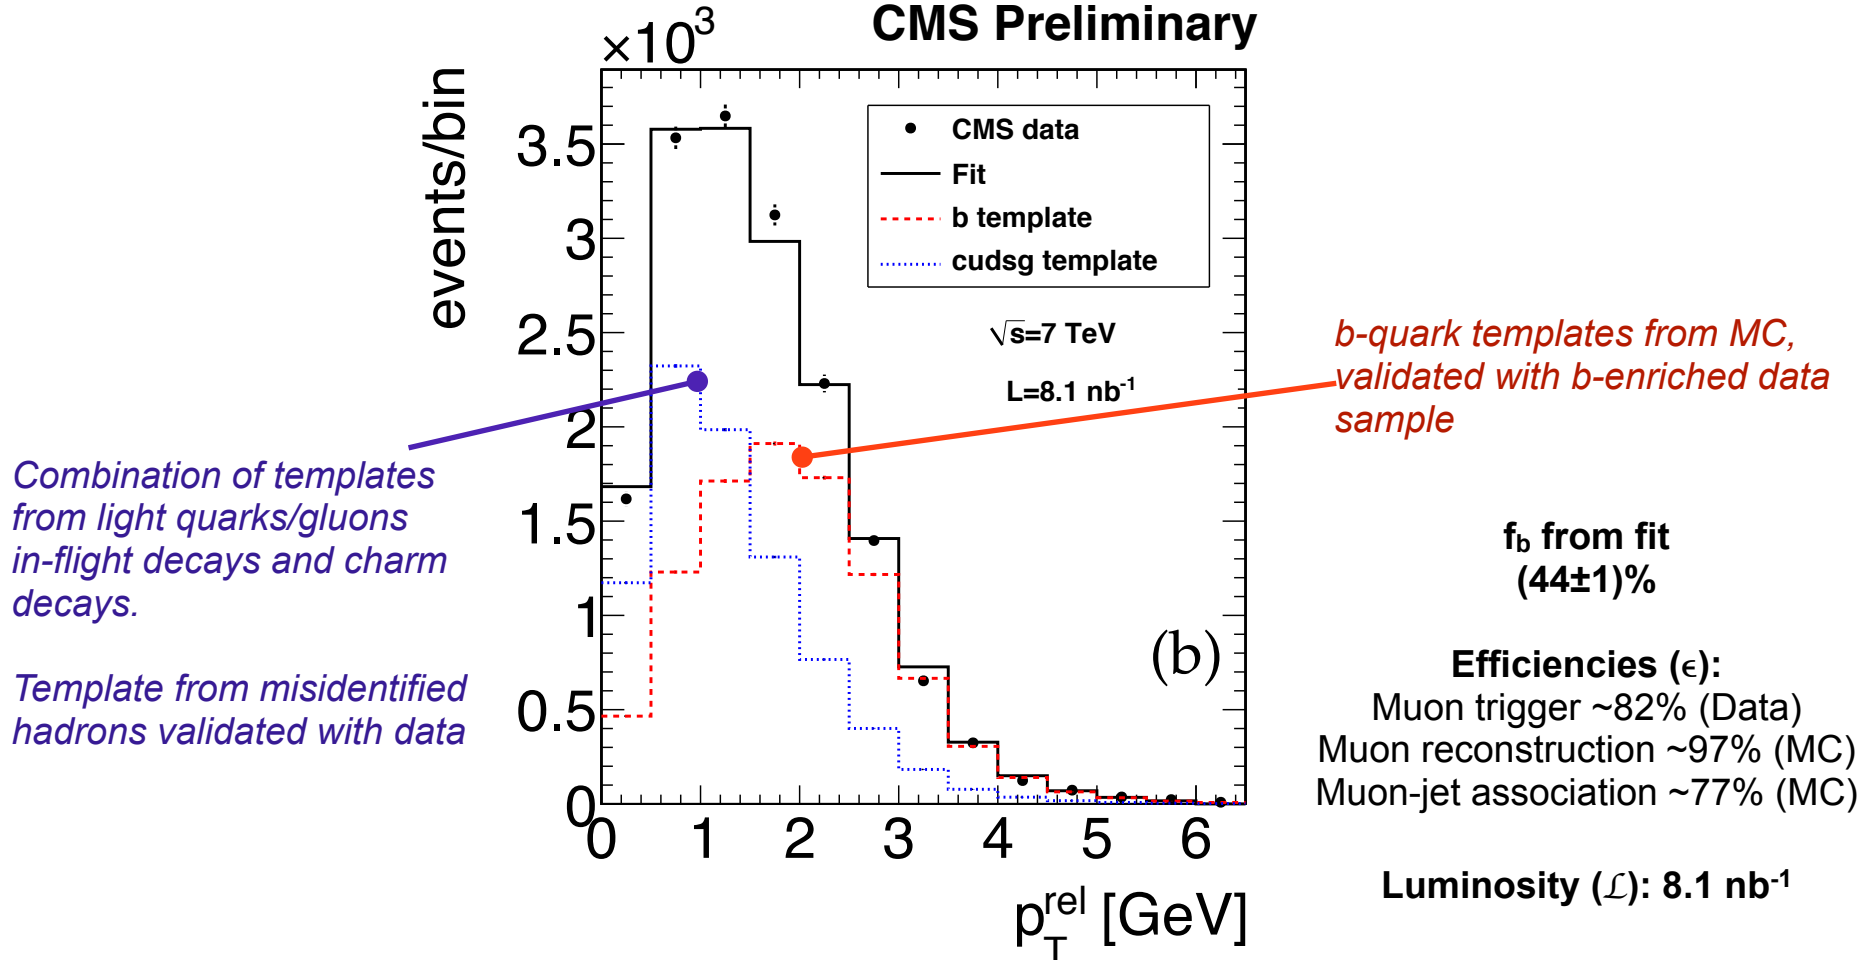 CMS Preliminary
×10³
events/bin
3.5
3
2.5
2
1.5
1
0.5
0
0 1 2 3 4 5 6
p_T^rel [GeV]
CMS data
Fit
b template
cudsg template
√s=7 TeV
L=8.1 nb⁻¹
(b)
Combination of templates
from light quarks/gluons
in-flight decays and charm
decays.
Template from misidentified
hadrons validated with data
b-quark templates from MC,
validated with b-enriched data
sample
f_b from fit
(44±1)%
Efficiencies (ϵ):
Muon trigger ~82% (Data)
Muon reconstruction ~97% (MC)
Muon-jet association ~77% (MC)
Luminosity (ℒ): 8.1 nb⁻¹